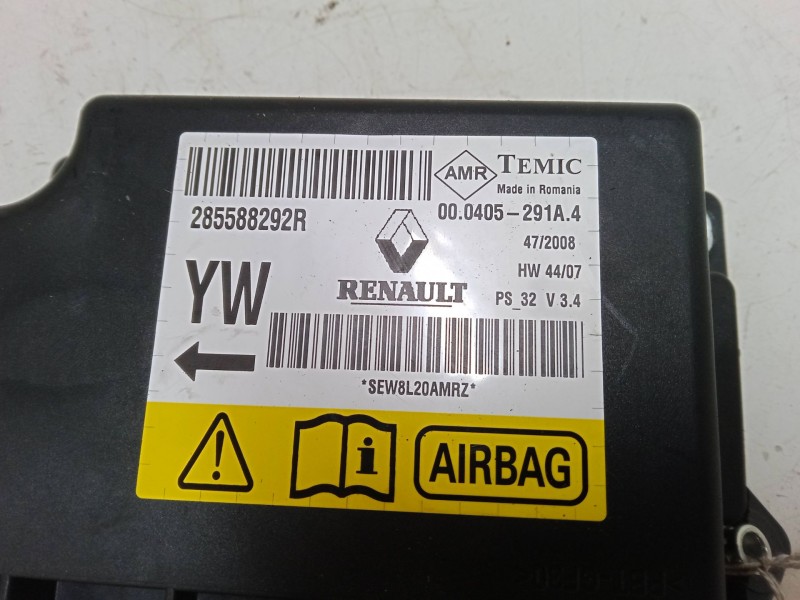 AMR TEMIC
Made in Romania
285588292R
00.0405-291A.4
47/2008
HW 44/07
YW
RENAULT
PS_32 V 3.4
*SEW8L20AMRZ*
i
AIRBAG